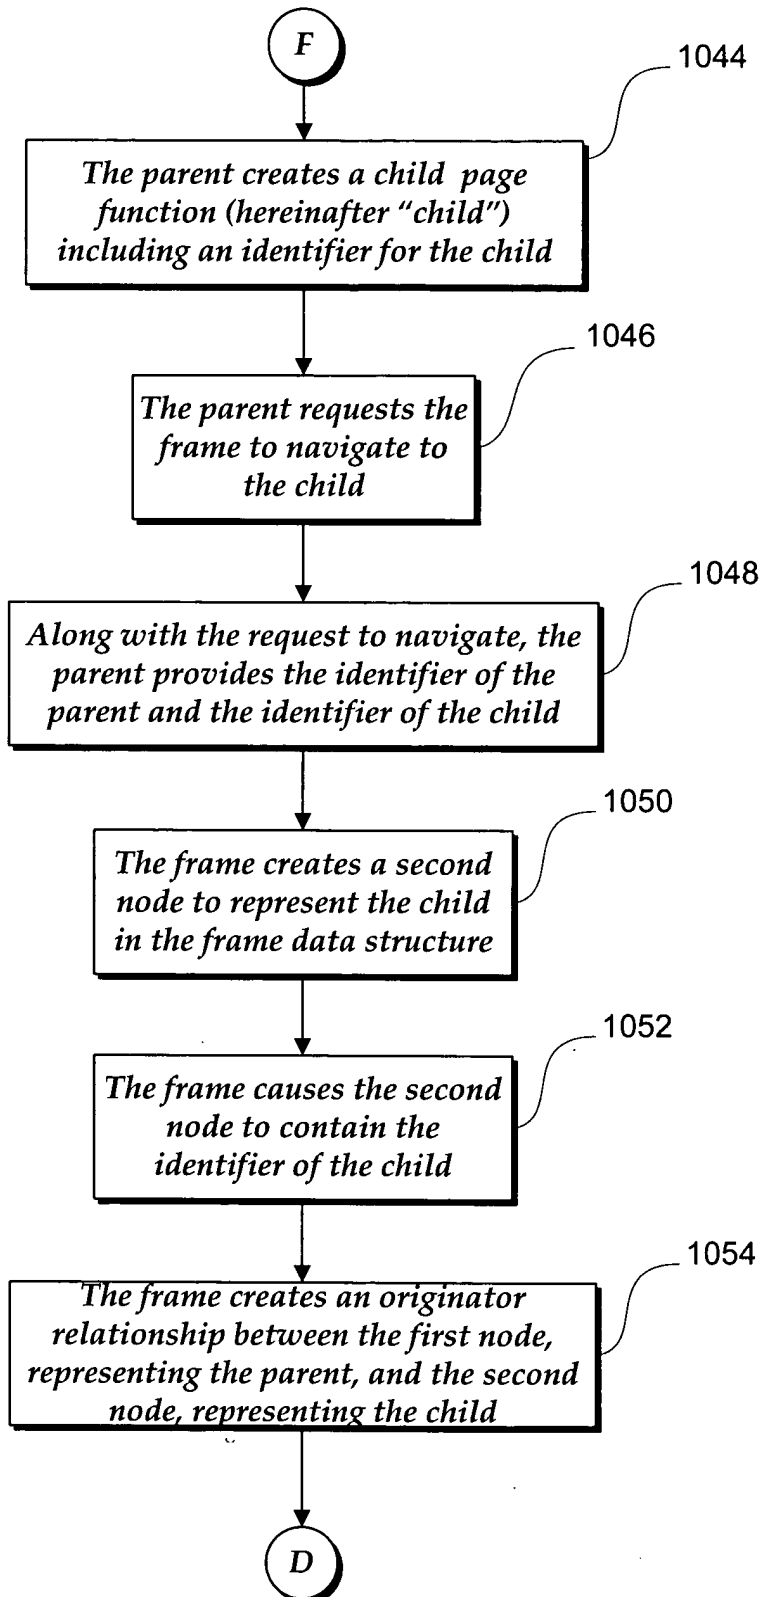 F
1044
The parent creates a child page
function (hereinafter "child")
including an identifier for the child
1046
The parent requests the
frame to navigate to
the child
1048
Along with the request to navigate, the
parent provides the identifier of the
parent and the identifier of the child
1050
The frame creates a second
node to represent the child
in the frame data structure
1052
The frame causes the second
node to contain the
identifier of the child
1054
The frame creates an originator
relationship between the first node,
representing the parent, and the second
node, representing the child
D